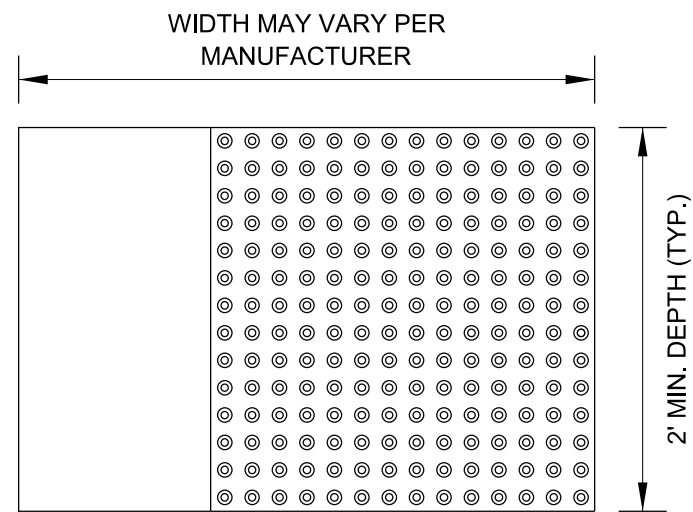 WIDTH MAY VARY PER
MANUFACTURER
2' MIN. DEPTH (TYP.)